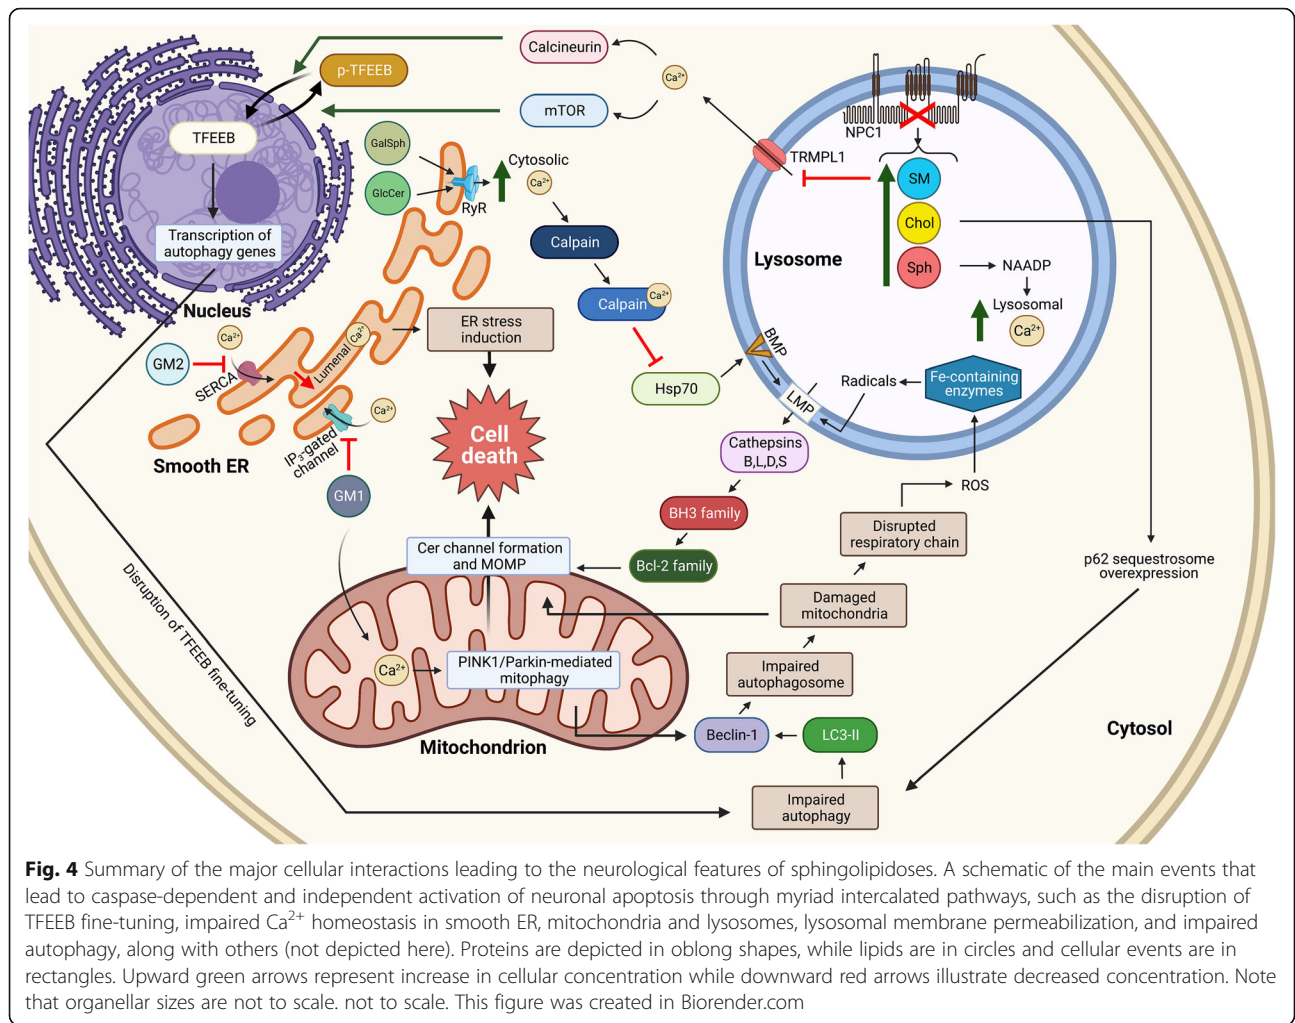 Calcineurin
p-TFEEB
Ca²⁺
mTOR
TFEEB
NPC1
TRMPL1
GalSph
Cytosolic
Ca²⁺
GlcCer
RyR
SM
Chol
Sph
NAADP
Lysosomal
Ca²⁺
Lysosome
Transcription of
autophagy genes
Nucleus
Calpain
Calpain
Ca²⁺
ER stress
induction
Ca²⁺
GM2
SERCA
Lumenal
Ca²⁺
Ca²⁺
IP₃-gated
channel
Smooth ER
GM1
Cell
death
Hsp70
BMP
LMP
Radicals
Fe-containing
enzymes
Cathepsins
B,L,D,S
ROS
BH3 family
Bcl-2 family
Disrupted
respiratory chain
Cer channel formation
and MOMP
p62 sequestrosome
overexpression
Damaged
mitochondria
Disruption of TFEEB fine-tuning
Ca²⁺
PINK1/Parkin-mediated
mitophagy
Impaired
autophagosome
Mitochondrion
Beclin-1
LC3-II
Cytosol
Impaired
autophagy
Fig. 4 Summary of the major cellular interactions leading to the neurological features of sphingolipidoses. A schematic of the main events that
lead to caspase-dependent and independent activation of neuronal apoptosis through myriad intercalated pathways, such as the disruption of
TFEEB fine-tuning, impaired Ca²⁺ homeostasis in smooth ER, mitochondria and lysosomes, lysosomal membrane permeabilization, and impaired
autophagy, along with others (not depicted here). Proteins are depicted in oblong shapes, while lipids are in circles and cellular events are in
rectangles. Upward green arrows represent increase in cellular concentration while downward red arrows illustrate decreased concentration. Note
that organellar sizes are not to scale. not to scale. This figure was created in Biorender.com